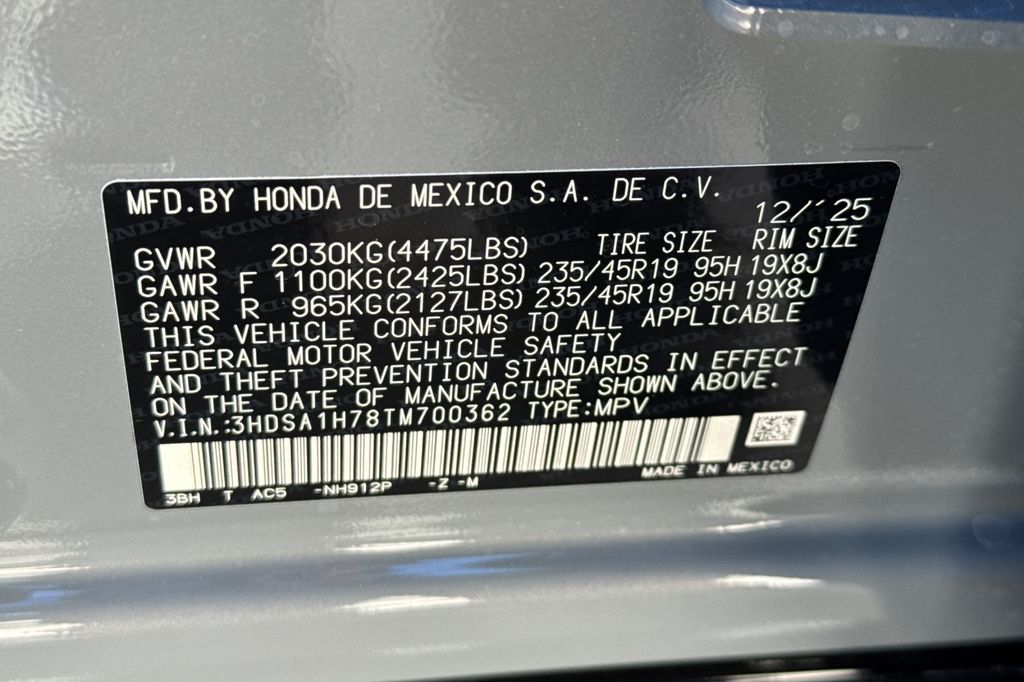 MFD.BY HONDA DE MEXICO S.A. DE C.V.
12/'25
GVWR 2030KG(4475LBS) TIRE SIZE RIM SIZE
GAWR F 1100KG(2425LBS) 235/45R19 95H 19X8J
GAWR R 965KG(2127LBS) 235/45R19 95H 19X8J
THIS VEHICLE CONFORMS TO ALL APPLICABLE
FEDERAL MOTOR VEHICLE SAFETY
AND THEFT PREVENTION STANDARDS IN EFFECT
ON THE DATE OF MANUFACTURE SHOWN ABOVE.
V.I.N.:3HDSA1H78TM700362 TYPE:MPV
MADE IN MEXICO
3BH T AC5 -NH912P -Z -M